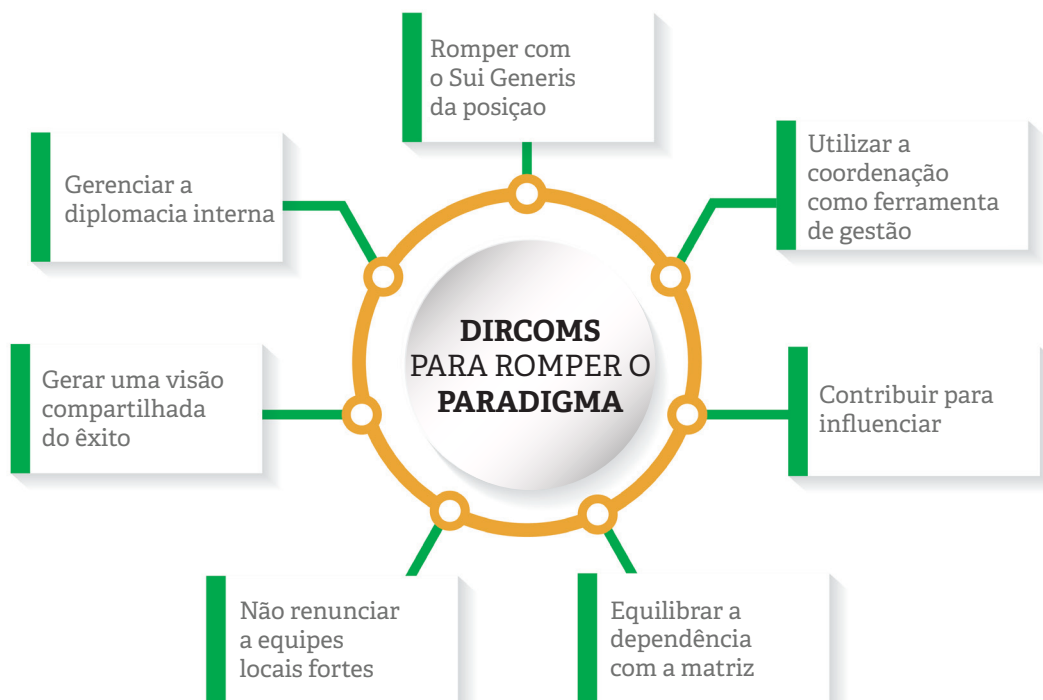 Romper com
o Sui Generis
da posiçao
Utilizar a
coordenação
como ferramenta
de gestão
Contribuir para
influenciar
Equilibrar a
dependência
com a matriz
Não renunciar
a equipes
locais fortes
Gerar uma visão
compartilhada
do êxito
Gerenciar a
diplomacia interna
DIRCOMS
PARA ROMPER O
PARADIGMA